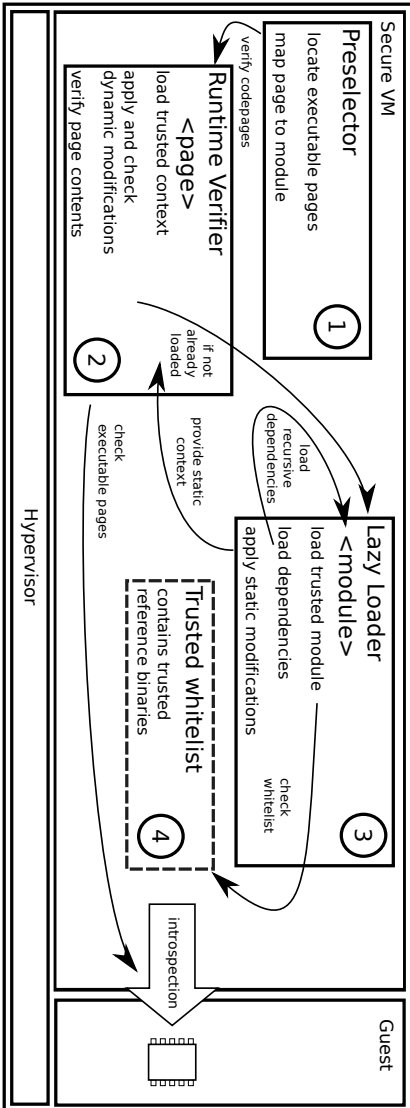 Secure VM
Preselector
locate executable pages
map page to module
1
verify codepages
Runtime Verifier
<page>
load trusted context
apply and check
dynamic modifications
verify page contents
2
if not
already
loaded
load
recursive
dependencies
provide static
context
check
executable pages
Lazy Loader
<module>
load trusted module
load dependencies
apply static modifications
3
check
whitelist
Trusted whitelist
contains trusted
reference binaries
4
introspection
Guest
Hypervisor